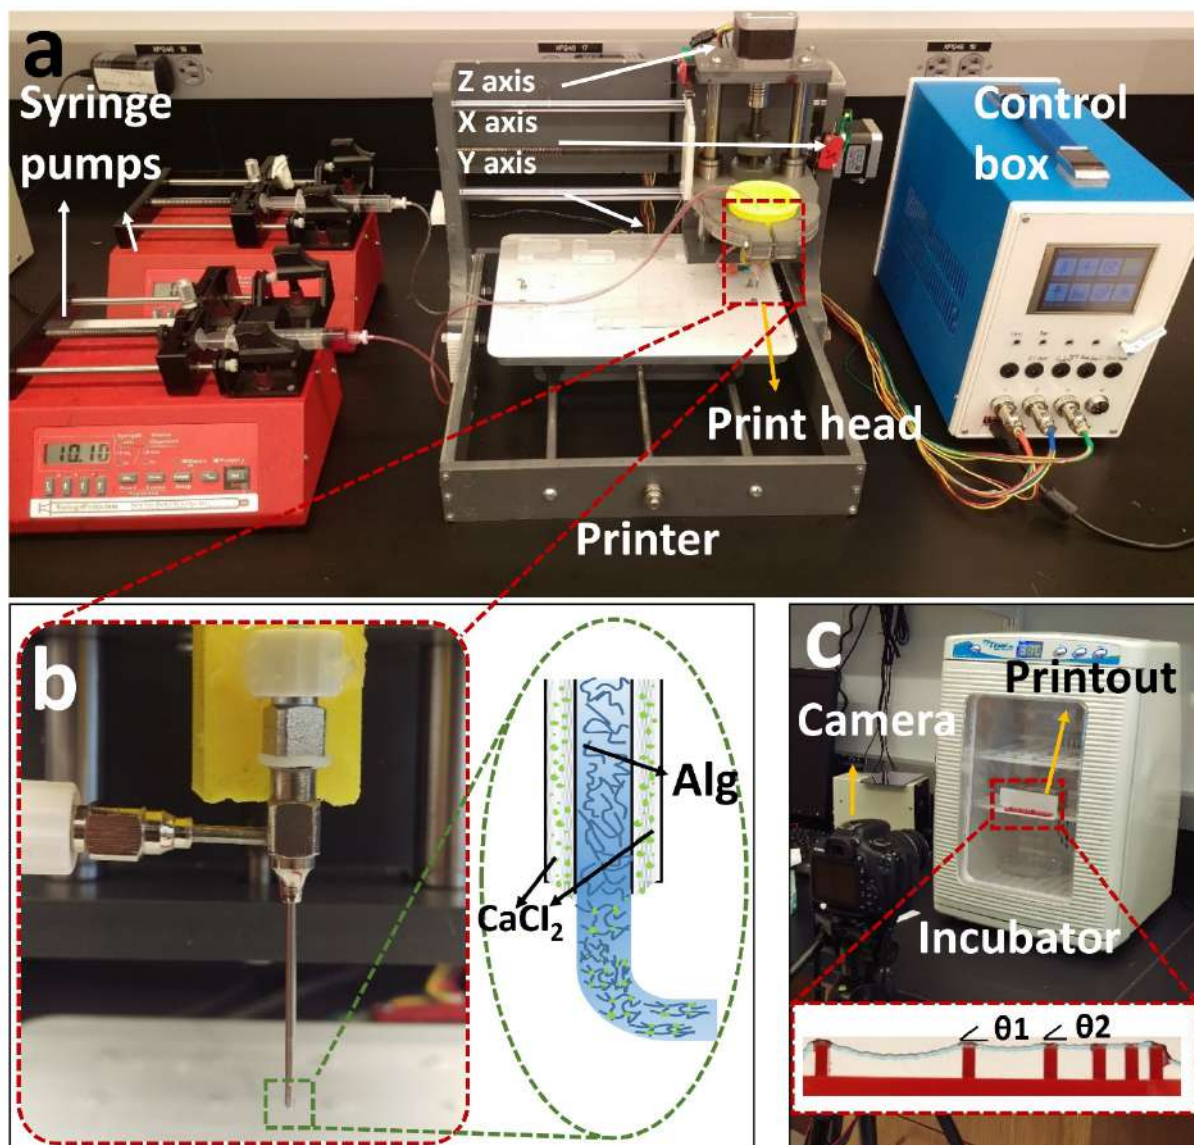 a
Syringe
pumps
Z axis
X axis
Y axis
Control
box
Print head
Printer
10.10
b
Alg
CaCl₂
c
Printout
Camera
Incubator
θ1
θ2